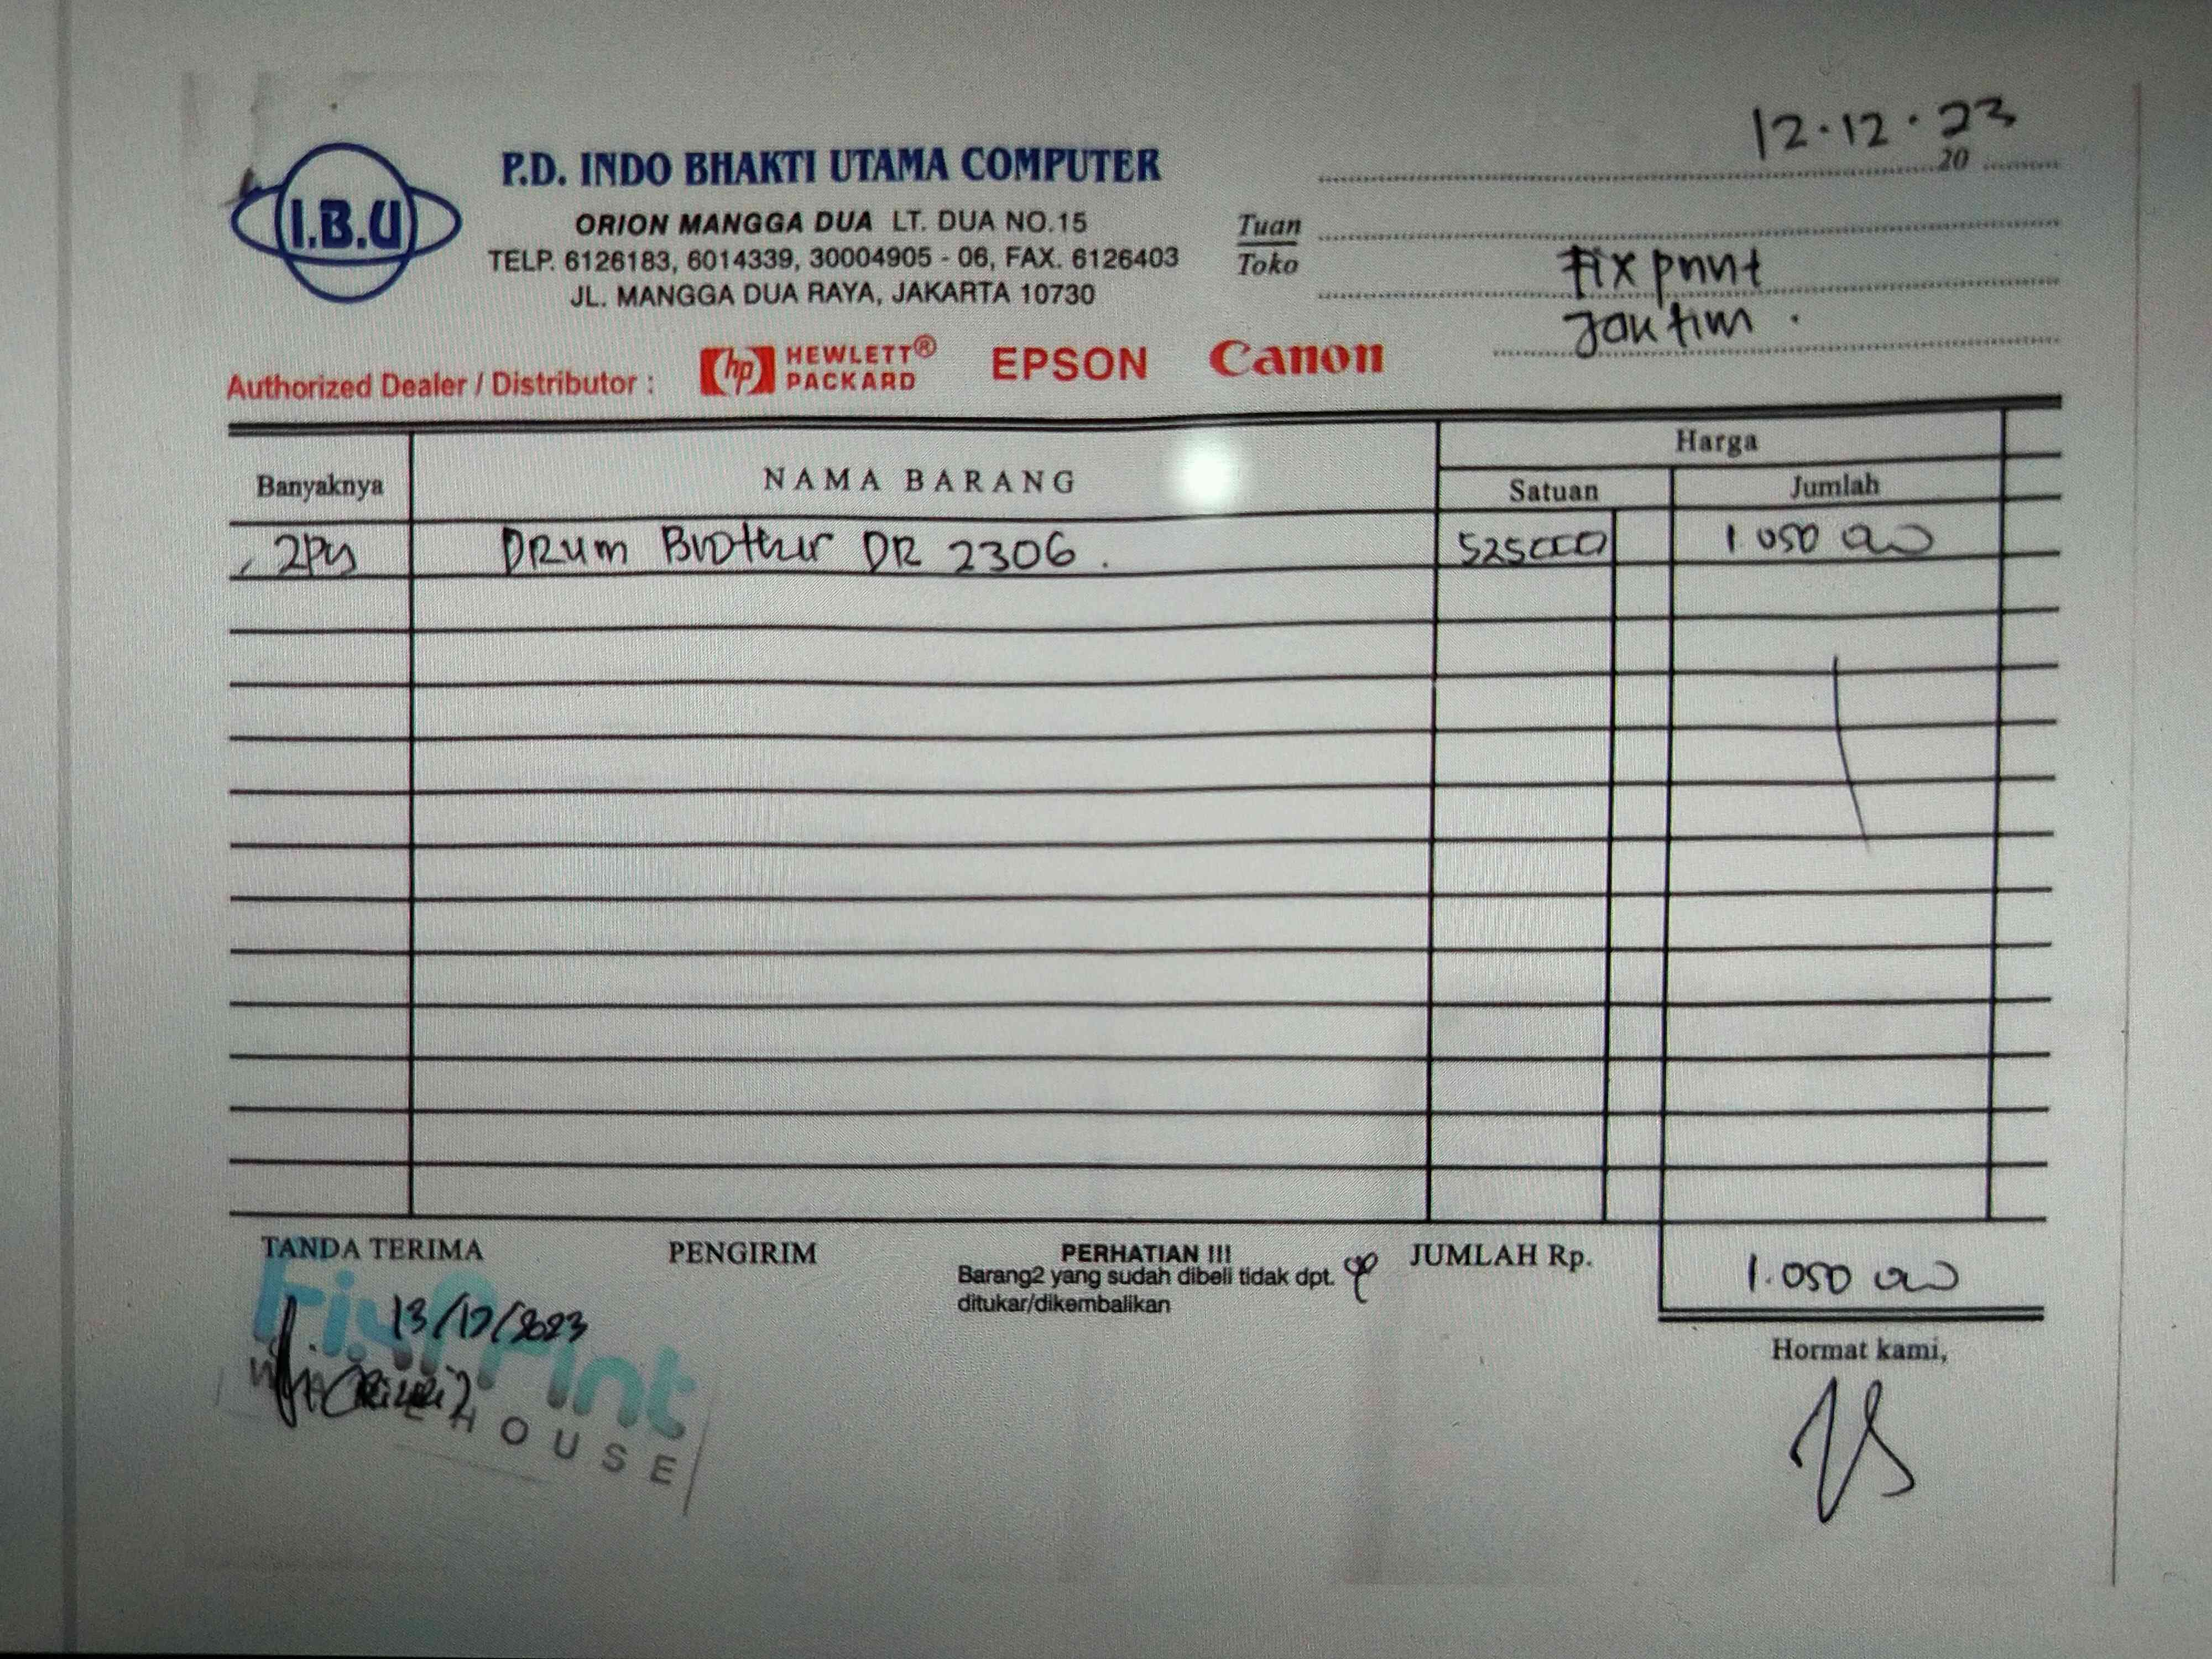 I.B.U
P.D. INDO BHAKTI UTAMA COMPUTER
ORION MANGGA DUA LT. DUA NO.15
TELP. 6126183, 6014339, 30004905 - 06, FAX. 6126403
JL. MANGGA DUA RAYA, JAKARTA 10730
12.12.23
20
Tuan
Toko
Fixprint
Jaktim.
Authorized Dealer / Distributor :
hp HEWLETT® PACKARD
EPSON
Canon
Banyaknya
NAMA BARANG
Harga
Satuan
Jumlah
2Pcs DRum Brother DR 2306. 525000 1.050 000
TANDA TERIMA
PENGIRIM
PERHATIAN !!!
Barang2 yang sudah dibeli tidak dpt.
ditukar/dikembalikan
JUMLAH Rp.
1.050 000
13/12/2023
FixPrint
WAREHOUSE
Hormat kami,